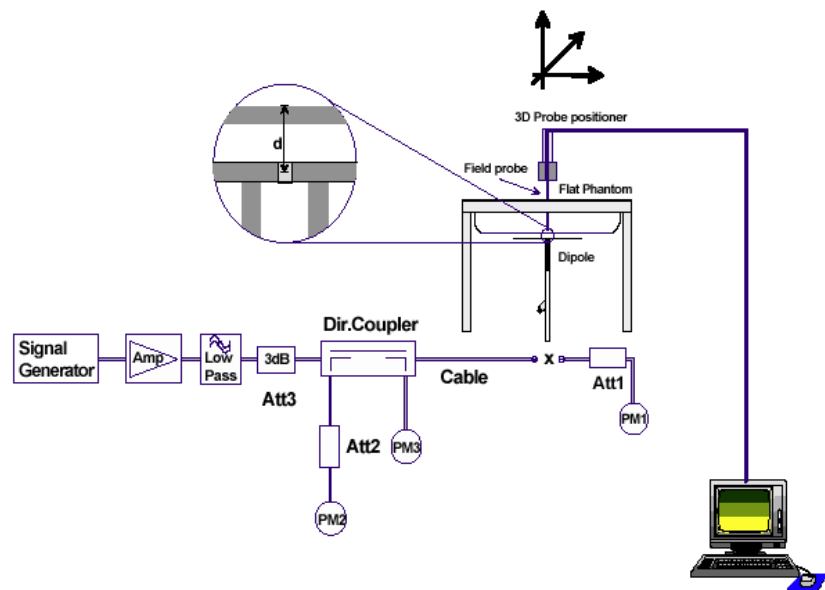 3D Probe positioner
d
Field probe
Flat Phantom
Dipole
Dir.Coupler
Signal
Generator
Amp
Low
Pass
3dB
Att3
Cable
x
Att1
PM1
Att2
PM3
PM2